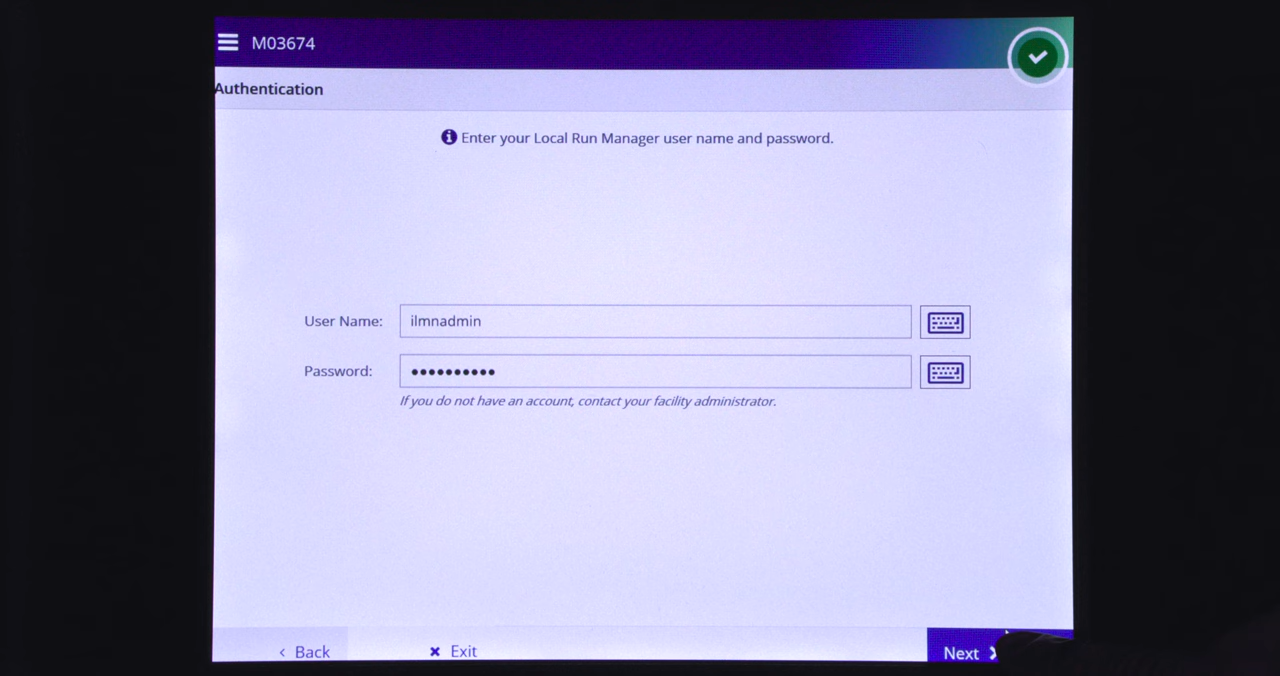 M03674
Authentication
Enter your Local Run Manager user name and password.
User Name: ilmnadmin
Password: ••••••••••
If you do not have an account, contact your facility administrator.
Back Exit Next